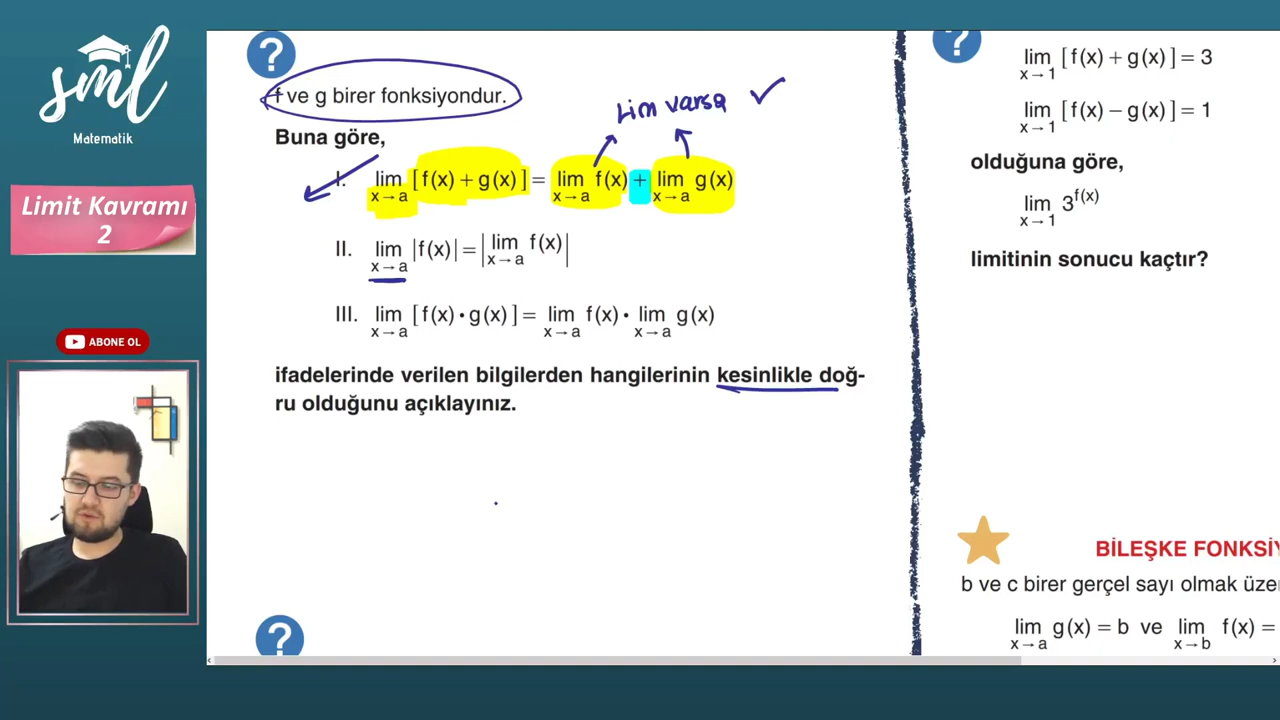 sml
Matematik
Limit Kavramı
2
ABONE OL
f ve g birer fonksiyondur.
Lim varsa ✓
Buna göre,
I. lim [f(x) + g(x)] = lim f(x) + lim g(x)
x→a x→a x→a
II. lim |f(x)| = |lim f(x)|
x→a x→a
III. lim [f(x) • g(x)] = lim f(x) • lim g(x)
x→a x→a x→a
ifadelerinde verilen bilgilerden hangilerinin kesinlikle doğ-
ru olduğunu açıklayınız.
lim [f(x) + g(x)] = 3
x→1
lim [f(x) − g(x)] = 1
x→1
olduğuna göre,
lim 3^f(x)
x→1
limitinin sonucu kaçtır?
BİLEŞKE FONKSİY
b ve c birer gerçel sayı olmak üze
lim g(x) = b ve lim f(x) =
x→a x→b